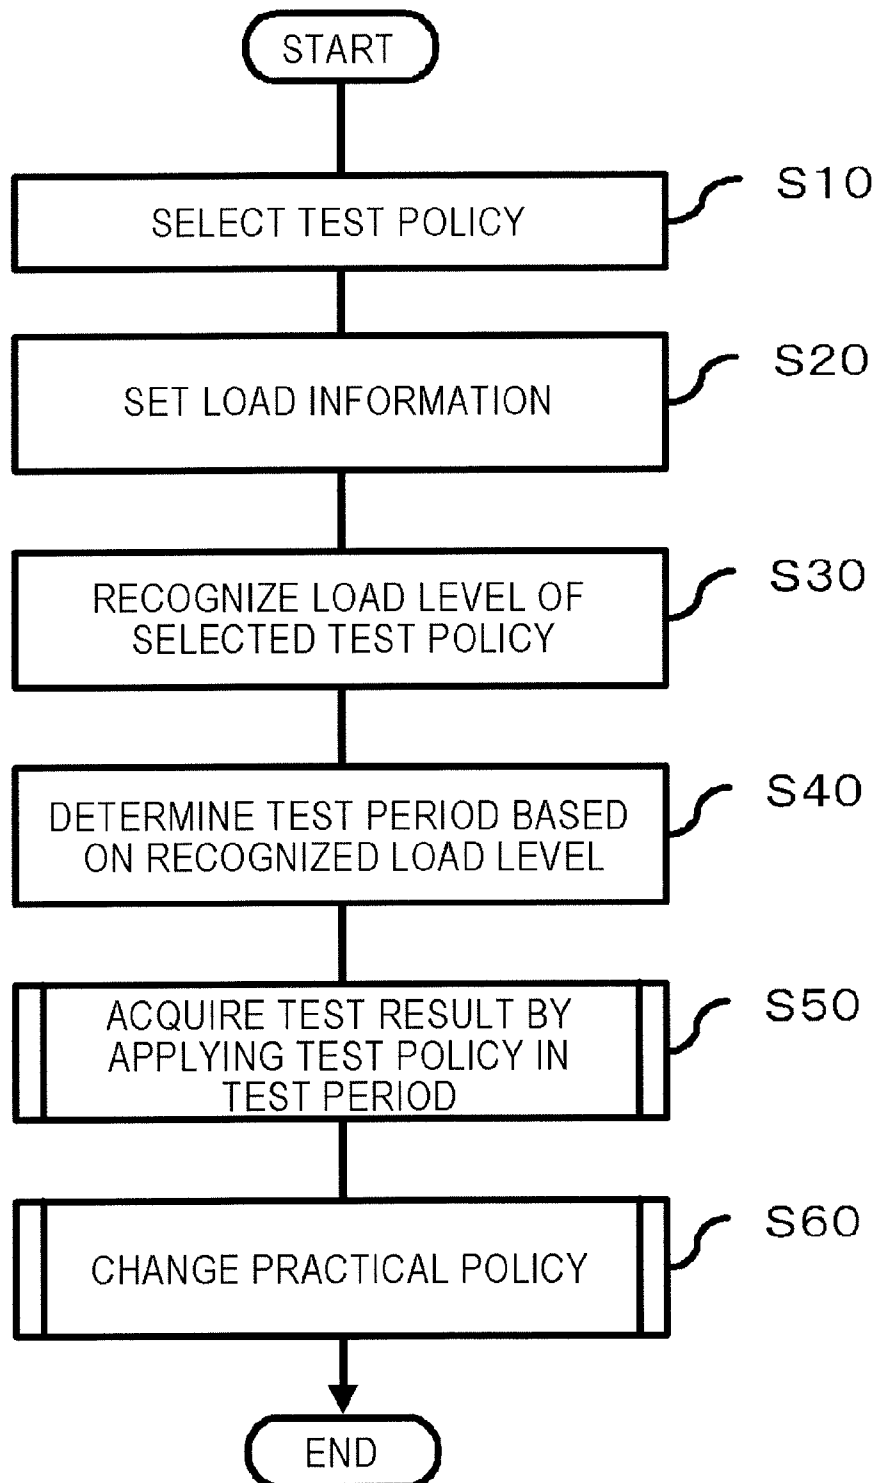 START
S10
SELECT TEST POLICY
S20
SET LOAD INFORMATION
S30
RECOGNIZE LOAD LEVEL OF
SELECTED TEST POLICY
S40
DETERMINE TEST PERIOD BASED
ON RECOGNIZED LOAD LEVEL
S50
ACQUIRE TEST RESULT BY
APPLYING TEST POLICY IN
TEST PERIOD
S60
CHANGE PRACTICAL POLICY
END